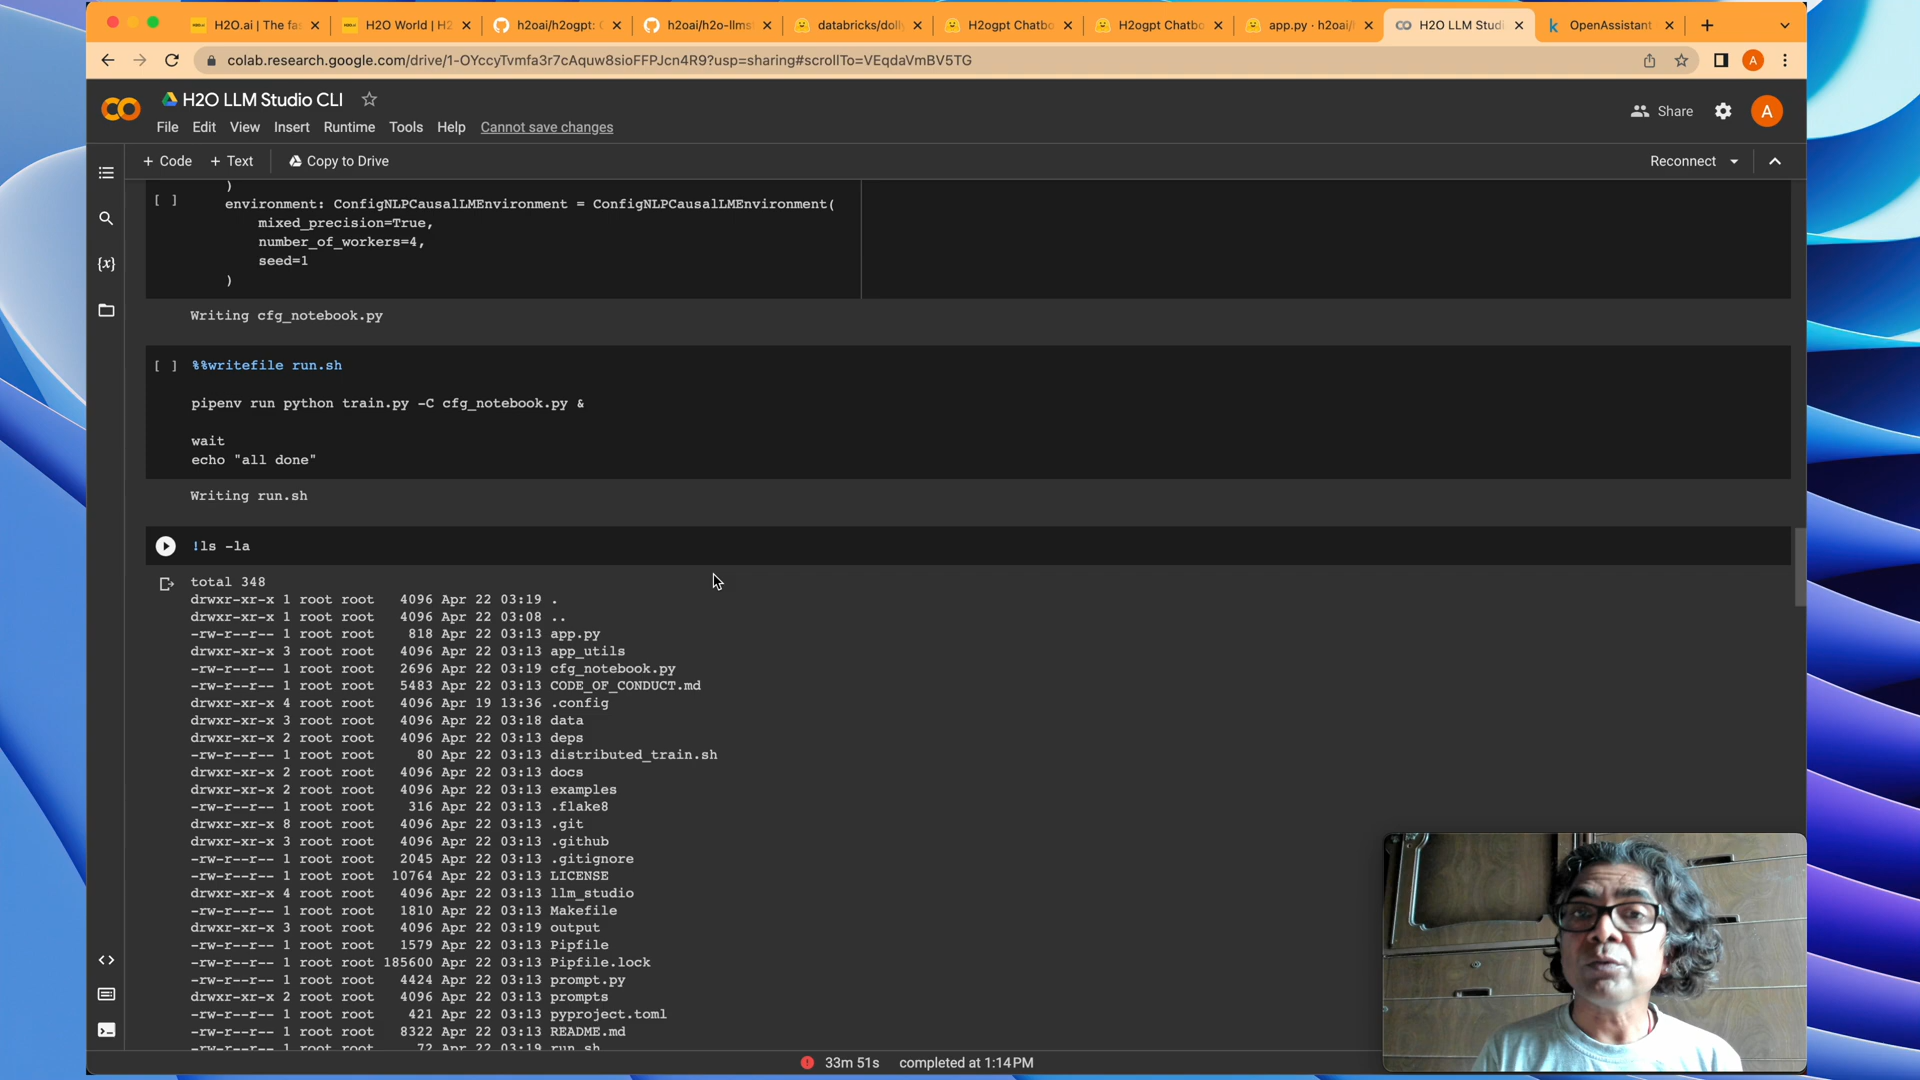 H2O.ai | The fa
H2O World | H2
h2oai/h2ogpt: C
h2oai/h2o-llms
databricks/doll
H2ogpt Chatbo
H2ogpt Chatbo
app.py · h2oai/
H2O LLM Studi
OpenAssistant
colab.research.google.com/drive/1-OYccyTvmfa3r7cAquw8sioFFPJcn4R9?usp=sharing#scrollTo=VEqdaVmBV5TG
A
H2O LLM Studio CLI
File Edit View Insert Runtime Tools Help Cannot save changes
Share
A
+ Code + Text Copy to Drive
Reconnect
)
[ ] environment: ConfigNLPCausalLMEnvironment = ConfigNLPCausalLMEnvironment(
mixed_precision=True,
number_of_workers=4,
seed=1
)
Writing cfg_notebook.py
[ ] %%writefile run.sh
pipenv run python train.py -C cfg_notebook.py &
wait
echo "all done"
Writing run.sh
!ls -la
total 348
drwxr-xr-x 1 root root 4096 Apr 22 03:19 .
drwxr-xr-x 1 root root 4096 Apr 22 03:08 ..
-rw-r--r-- 1 root root 818 Apr 22 03:13 app.py
drwxr-xr-x 3 root root 4096 Apr 22 03:13 app_utils
-rw-r--r-- 1 root root 2696 Apr 22 03:19 cfg_notebook.py
-rw-r--r-- 1 root root 5483 Apr 22 03:13 CODE_OF_CONDUCT.md
drwxr-xr-x 4 root root 4096 Apr 19 13:36 .config
drwxr-xr-x 3 root root 4096 Apr 22 03:18 data
drwxr-xr-x 2 root root 4096 Apr 22 03:13 deps
-rw-r--r-- 1 root root 80 Apr 22 03:13 distributed_train.sh
drwxr-xr-x 2 root root 4096 Apr 22 03:13 docs
drwxr-xr-x 2 root root 4096 Apr 22 03:13 examples
-rw-r--r-- 1 root root 316 Apr 22 03:13 .flake8
drwxr-xr-x 8 root root 4096 Apr 22 03:13 .git
drwxr-xr-x 3 root root 4096 Apr 22 03:13 .github
-rw-r--r-- 1 root root 2045 Apr 22 03:13 .gitignore
-rw-r--r-- 1 root root 10764 Apr 22 03:13 LICENSE
drwxr-xr-x 4 root root 4096 Apr 22 03:13 llm_studio
-rw-r--r-- 1 root root 1810 Apr 22 03:13 Makefile
drwxr-xr-x 3 root root 4096 Apr 22 03:19 output
-rw-r--r-- 1 root root 1579 Apr 22 03:13 Pipfile
-rw-r--r-- 1 root root 185600 Apr 22 03:13 Pipfile.lock
-rw-r--r-- 1 root root 4424 Apr 22 03:13 prompt.py
drwxr-xr-x 2 root root 4096 Apr 22 03:13 prompts
-rw-r--r-- 1 root root 421 Apr 22 03:13 pyproject.toml
-rw-r--r-- 1 root root 8322 Apr 22 03:13 README.md
-rw-r--r-- 1 root root 72 Apr 22 03:19 run.sh
33m 51s completed at 1:14 PM